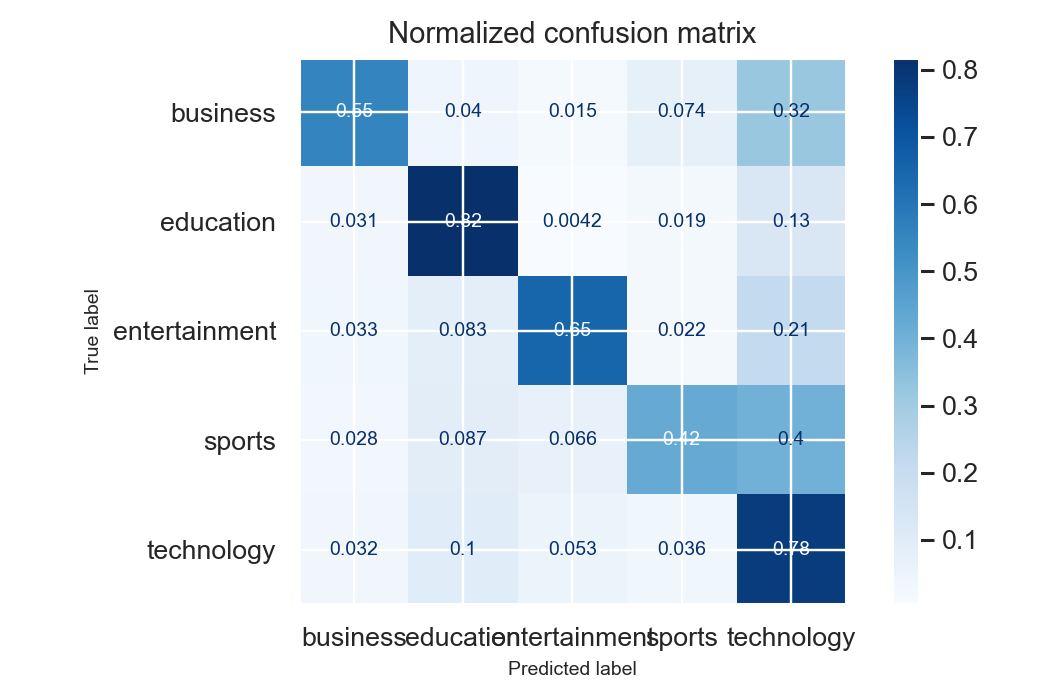 Normalized confusion matrix
business 0.55 0.04 0.015 0.074 0.32
education 0.031 0.82 0.0042 0.019 0.13
entertainment 0.033 0.083 0.65 0.022 0.21
sports 0.028 0.087 0.066 0.42 0.4
technology 0.032 0.1 0.053 0.036 0.78
True label
business education entertainment sports technology
Predicted label
0.8
0.7
0.6
0.5
0.4
0.3
0.2
0.1